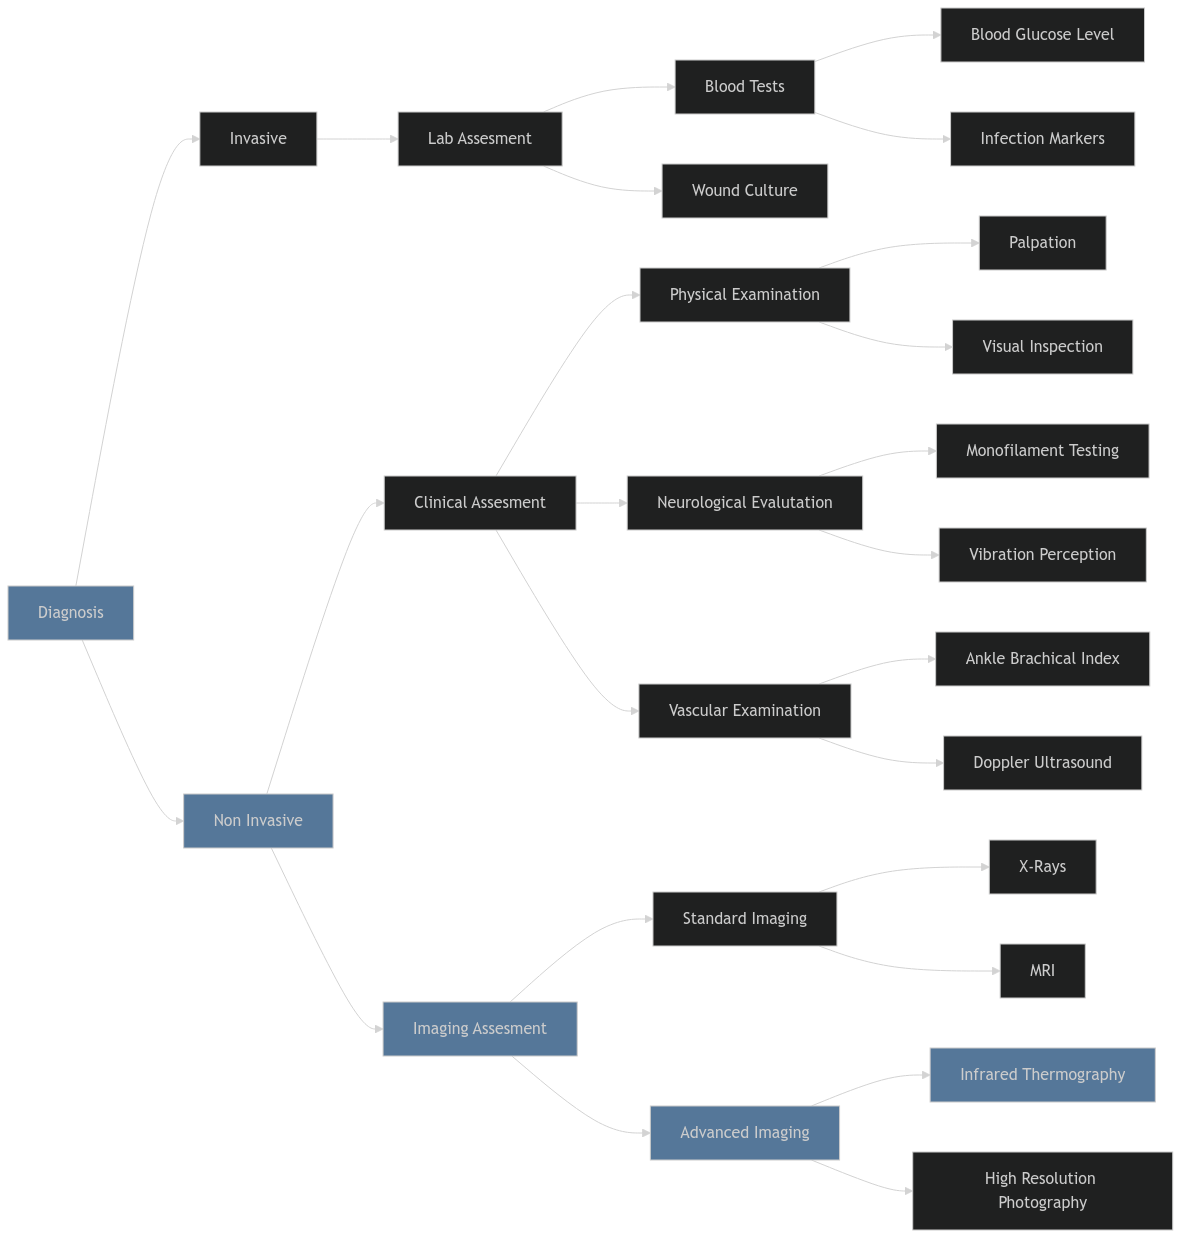 Diagnosis
Invasive
Lab Assesment
Blood Tests
Blood Glucose Level
Infection Markers
Wound Culture
Non Invasive
Clinical Assesment
Physical Examination
Palpation
Visual Inspection
Neurological Evalutation
Monofilament Testing
Vibration Perception
Vascular Examination
Ankle Brachical Index
Doppler Ultrasound
Imaging Assesment
Standard Imaging
X-Rays
MRI
Advanced Imaging
Infrared Thermography
High Resolution
Photography